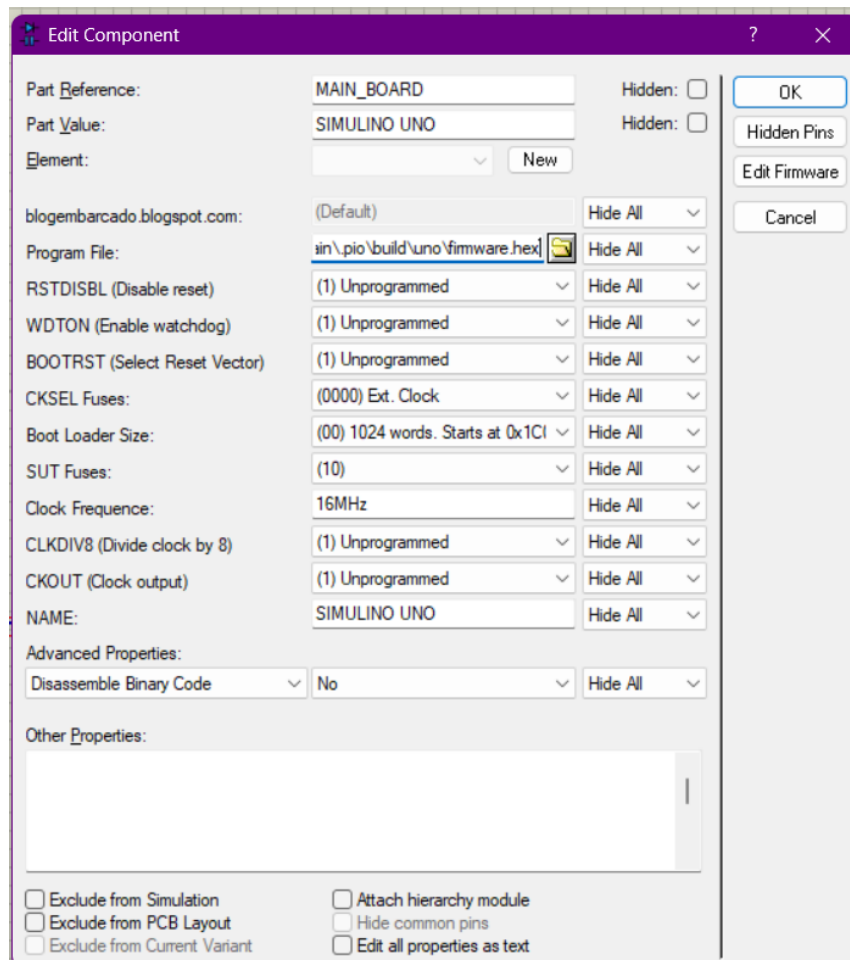 Edit Component ? ×
Part Reference: MAIN_BOARD Hidden: OK
Part Value: SIMULINO UNO Hidden: Hidden Pins
Element: New Edit Firmware
blogembarcado.blogspot.com: (Default) Hide All Cancel
Program File: ain\.pio\build\uno\firmware.hex Hide All
RSTDISBL (Disable reset) (1) Unprogrammed Hide All
WDTON (Enable watchdog) (1) Unprogrammed Hide All
BOOTRST (Select Reset Vector) (1) Unprogrammed Hide All
CKSEL Fuses: (0000) Ext. Clock Hide All
Boot Loader Size: (00) 1024 words. Starts at 0x1C( Hide All
SUT Fuses: (10) Hide All
Clock Frequence: 16MHz Hide All
CLKDIV8 (Divide clock by 8) (1) Unprogrammed Hide All
CKOUT (Clock output) (1) Unprogrammed Hide All
NAME: SIMULINO UNO Hide All
Advanced Properties:
Disassemble Binary Code No Hide All
Other Properties:
Exclude from Simulation Attach hierarchy module
Exclude from PCB Layout Hide common pins
Exclude from Current Variant Edit all properties as text